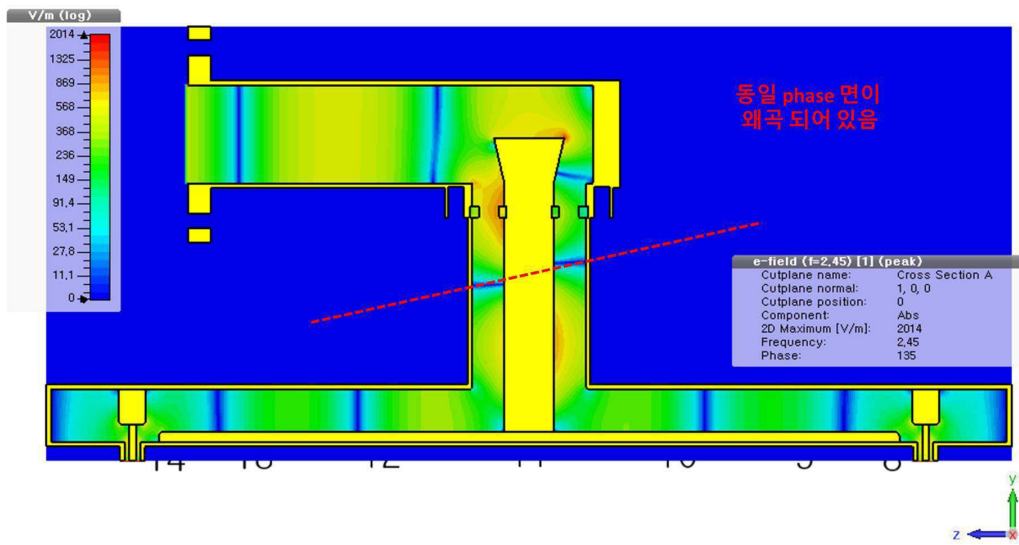 V/m (log)
2014
1325
869
568
368
236
149
91,4
53,1
27,8
11,1
0
동일 phase 면이
왜곡 되어 있음
e-field (f=2,45) [1] (peak)
Cutplane name: Cross Section A
Cutplane normal: 1, 0, 0
Cutplane position: 0
Component: Abs
2D Maximum [V/m]: 2014
Frequency: 2,45
Phase: 135
y
z
x